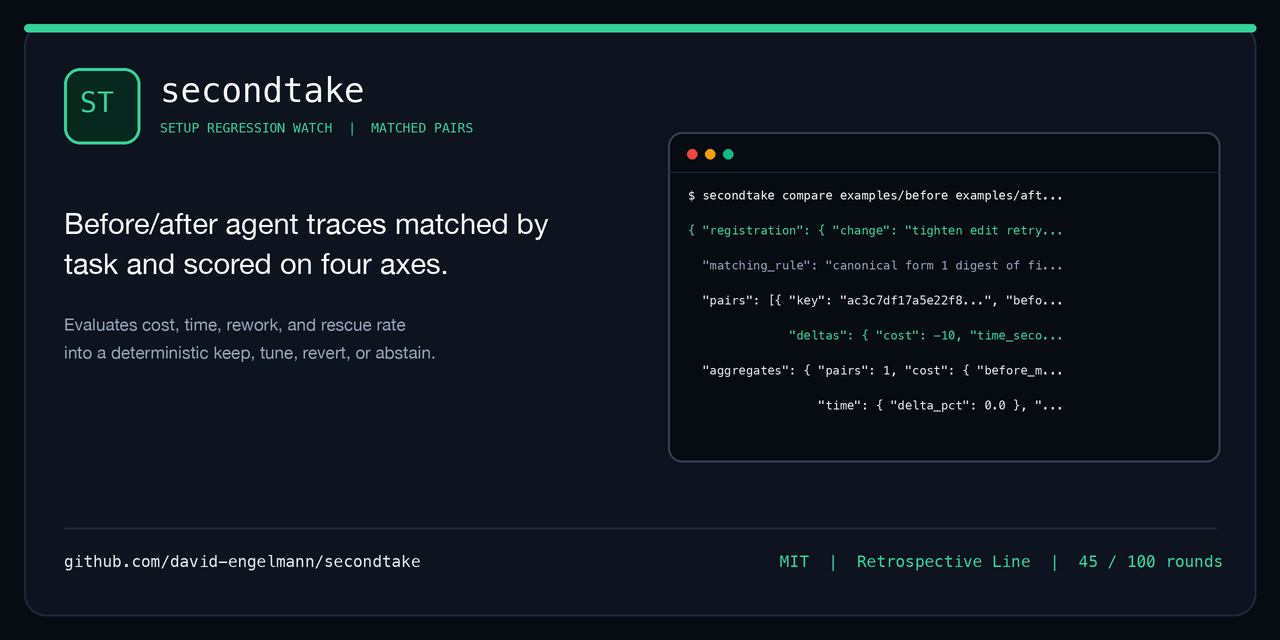 ST
secondtake
SETUP REGRESSION WATCH | MATCHED PAIRS
Before/after agent traces matched by
task and scored on four axes.
Evaluates cost, time, rework, and rescue rate
into a deterministic keep, tune, revert, or abstain.
$ secondtake compare examples/before examples/aft...
{ "registration": { "change": "tighten edit retry...
"matching_rule": "canonical form 1 digest of fi...
"pairs": [{ "key": "ac3c7df17a5e22f8...", "befo...
"deltas": { "cost": -10, "time_seco...
"aggregates": { "pairs": 1, "cost": { "before_m...
"time": { "delta_pct": 0.0 }, "...
github.com/david-engelmann/secondtake
MIT | Retrospective Line | 45 / 100 rounds